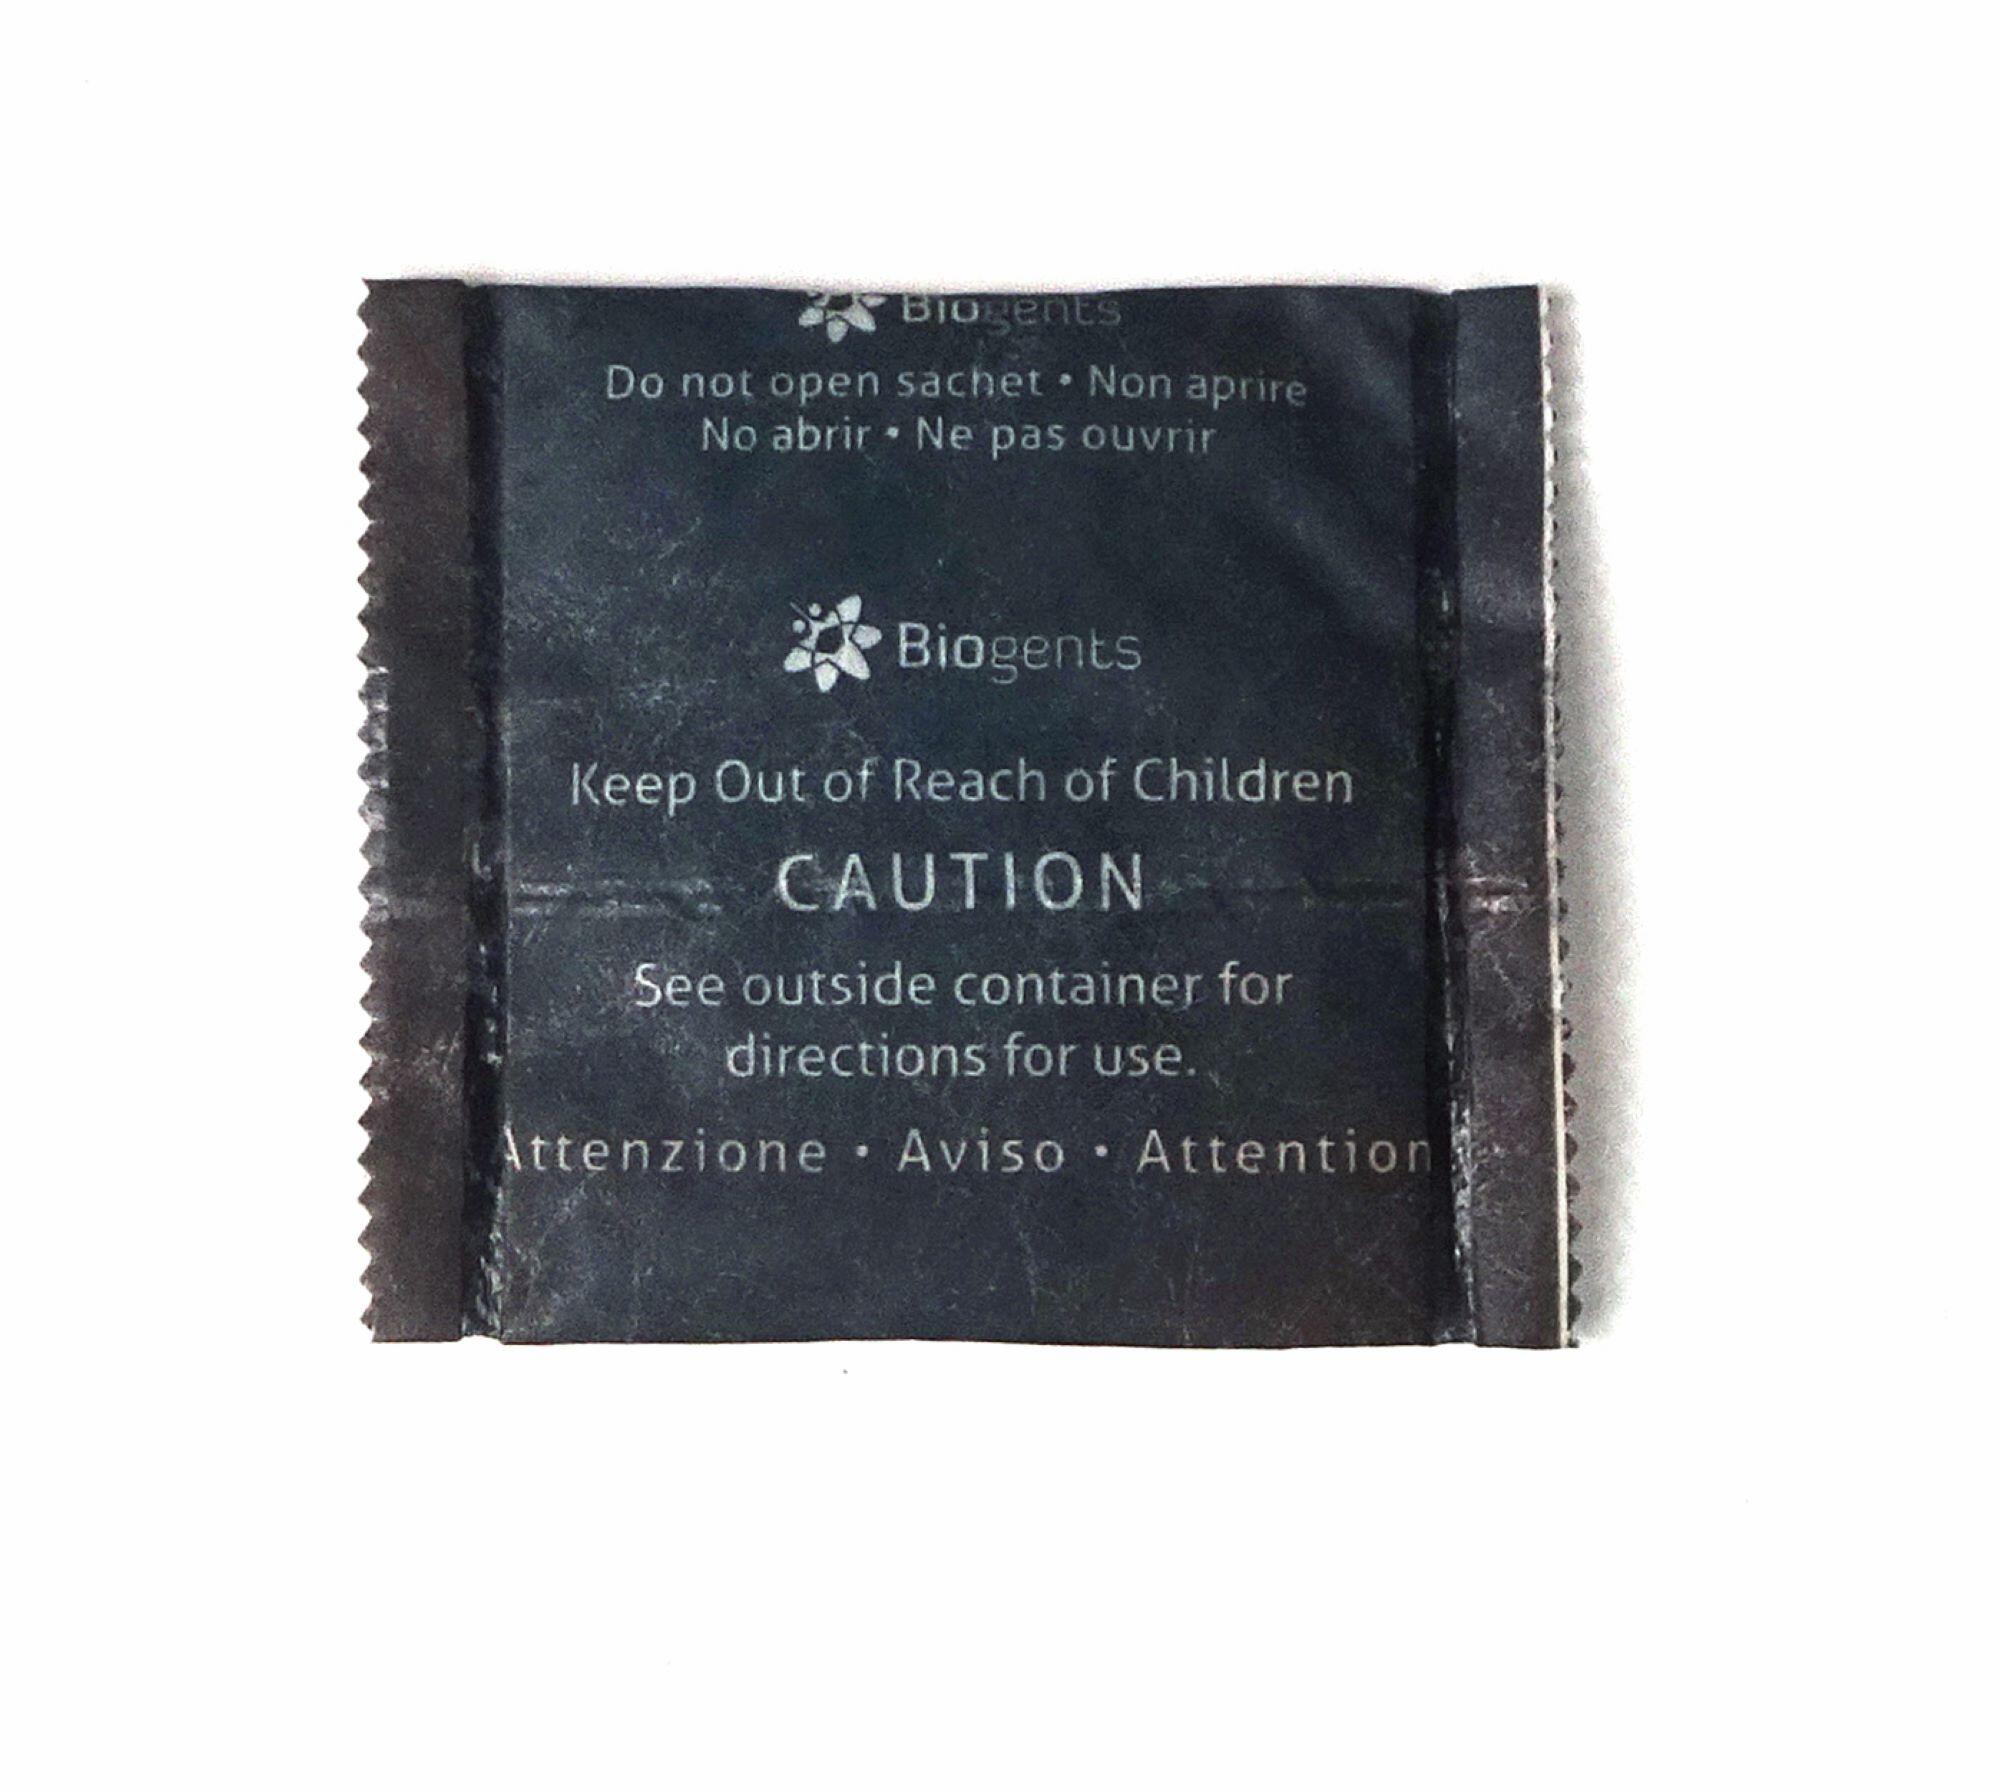 Biogents
Do not open sachet • Non aprire
No abrir • Ne pas ouvrir
Biogents
Keep Out of Reach of Children
CAUTION
See outside container for
directions for use.
Attenzione • Aviso • Attention